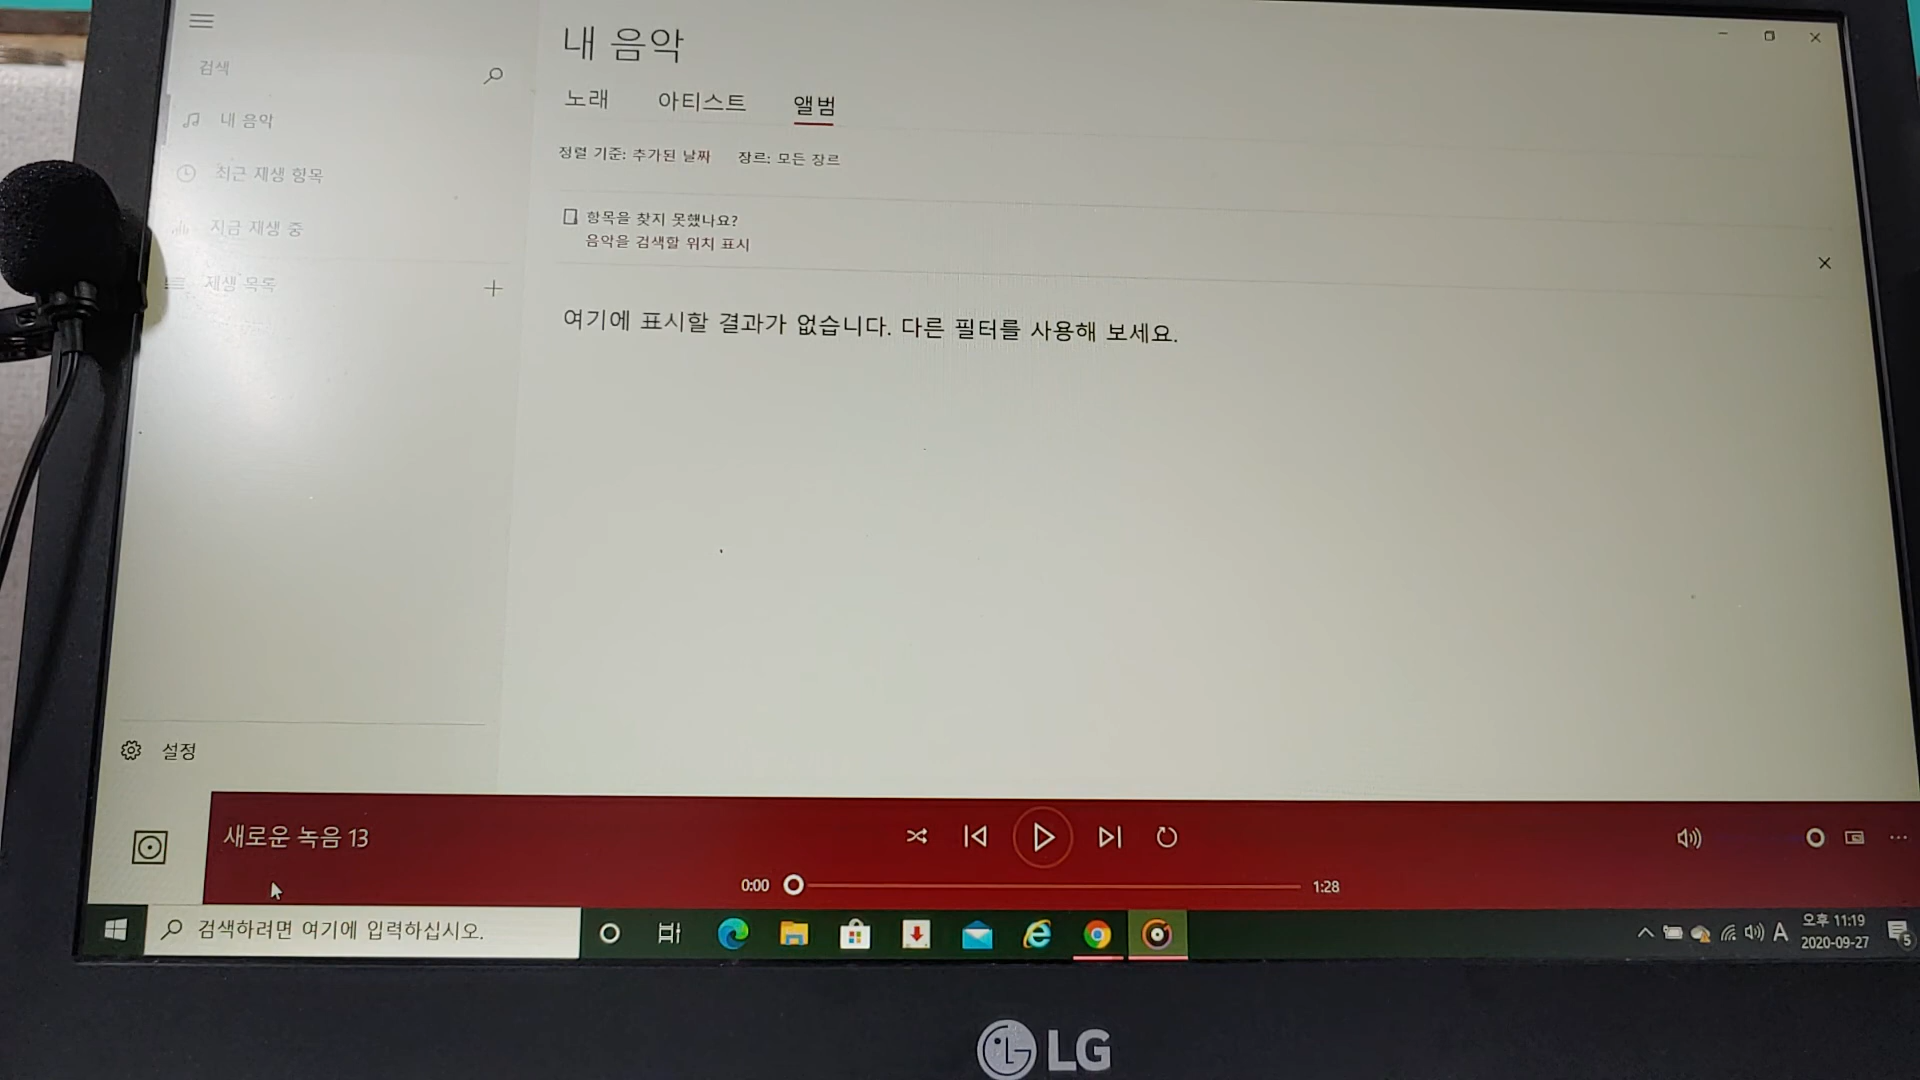 내 음악
검색
노래 아티스트 앨범
내 음악
정렬 기준: 추가된 날짜 장르: 모든 장르
최근 재생 항목
항목을 찾지 못했나요?
음악을 검색할 위치 표시
지금 재생 중
재생 목록
여기에 표시할 결과가 없습니다. 다른 필터를 사용해 보세요.
설정
새로운 녹음 13
0:00 1:28
검색하려면 여기에 입력하십시오.
A 오후 11:19
2020-09-27
5
LG